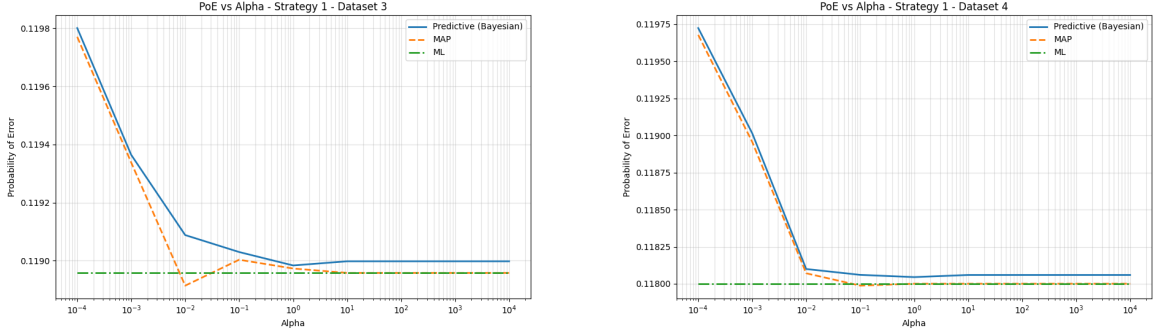 PoE vs Alpha - Strategy 1 - Dataset 3
Predictive (Bayesian)
MAP
ML
Probability of Error
0.1198
0.1196
0.1194
0.1192
0.1190
10⁻⁴ 10⁻³ 10⁻² 10⁻¹ 10⁰ 10¹ 10² 10³ 10⁴
Alpha
PoE vs Alpha - Strategy 1 - Dataset 4
Predictive (Bayesian)
MAP
ML
Probability of Error
0.11975
0.11950
0.11925
0.11900
0.11875
0.11850
0.11825
0.11800
10⁻⁴ 10⁻³ 10⁻² 10⁻¹ 10⁰ 10¹ 10² 10³ 10⁴
Alpha